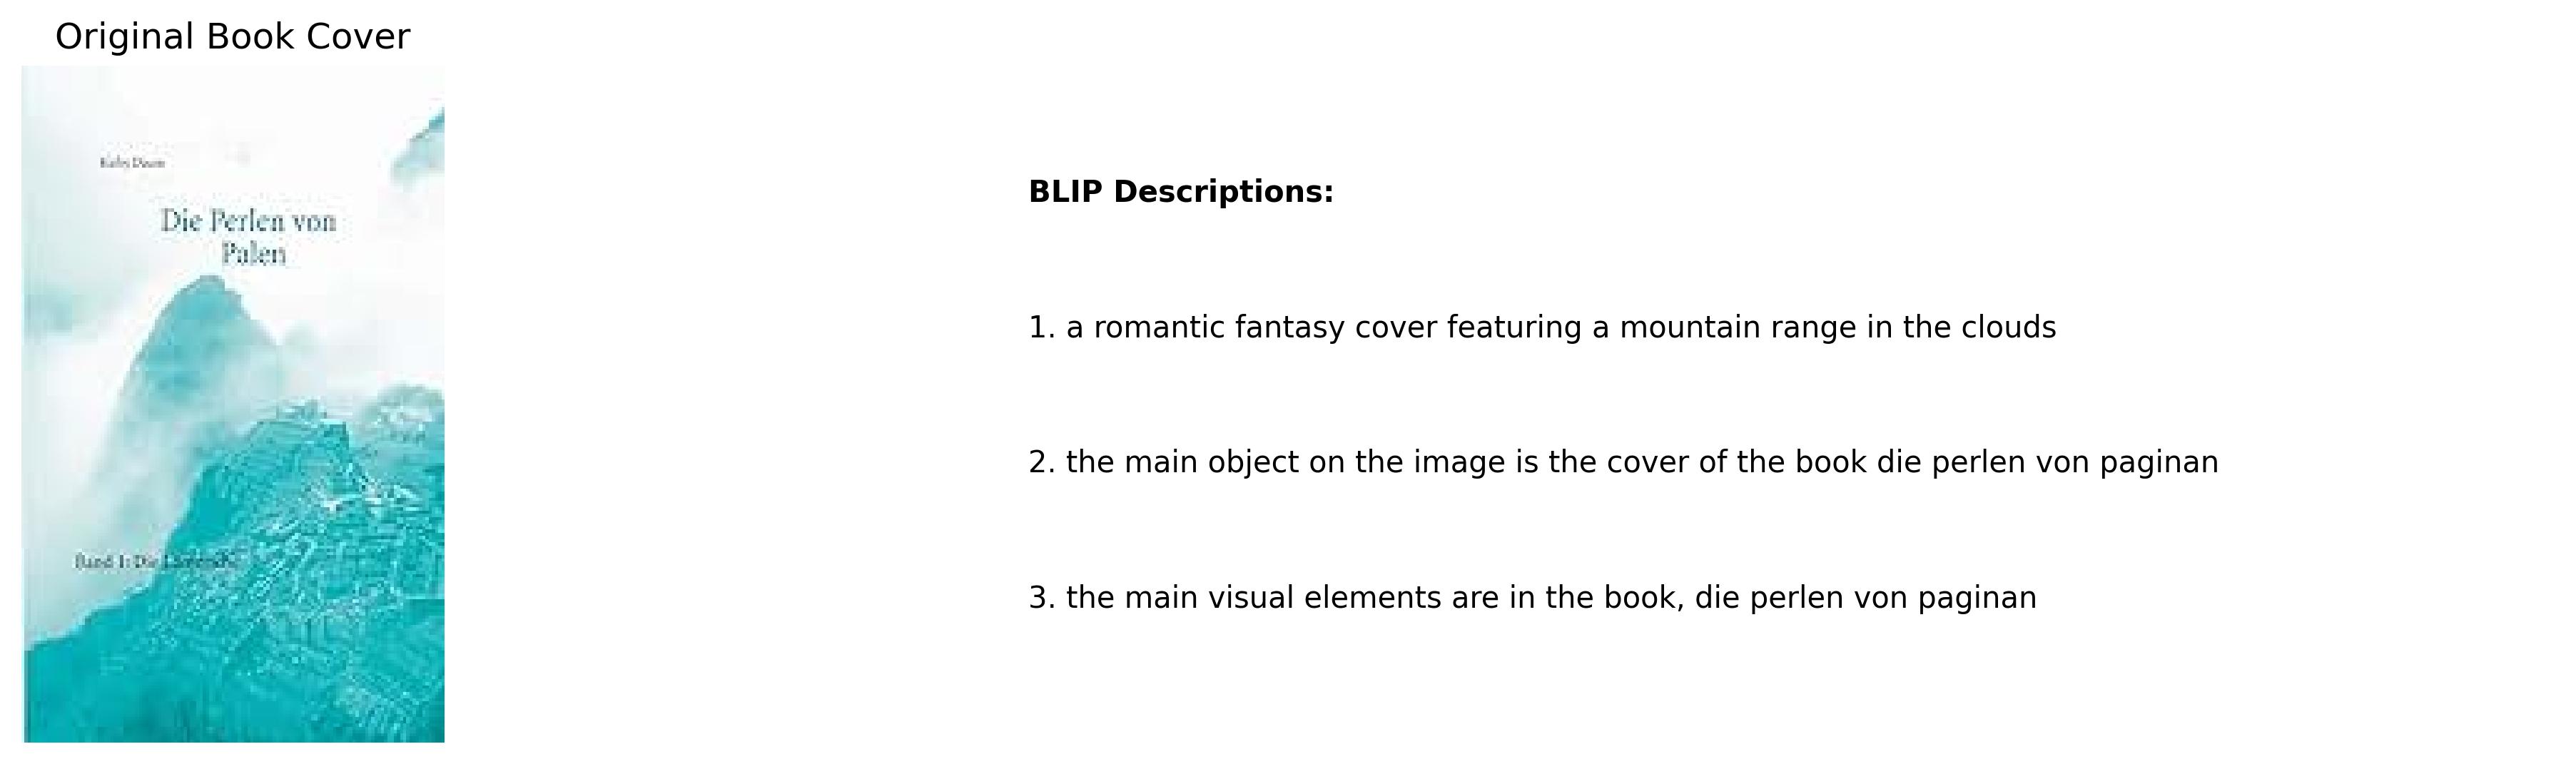 Original Book Cover
Die Perlen von
Palen
Band 1: Die
BLIP Descriptions:
1. a romantic fantasy cover featuring a mountain range in the clouds
2. the main object on the image is the cover of the book die perlen von paginan
3. the main visual elements are in the book, die perlen von paginan